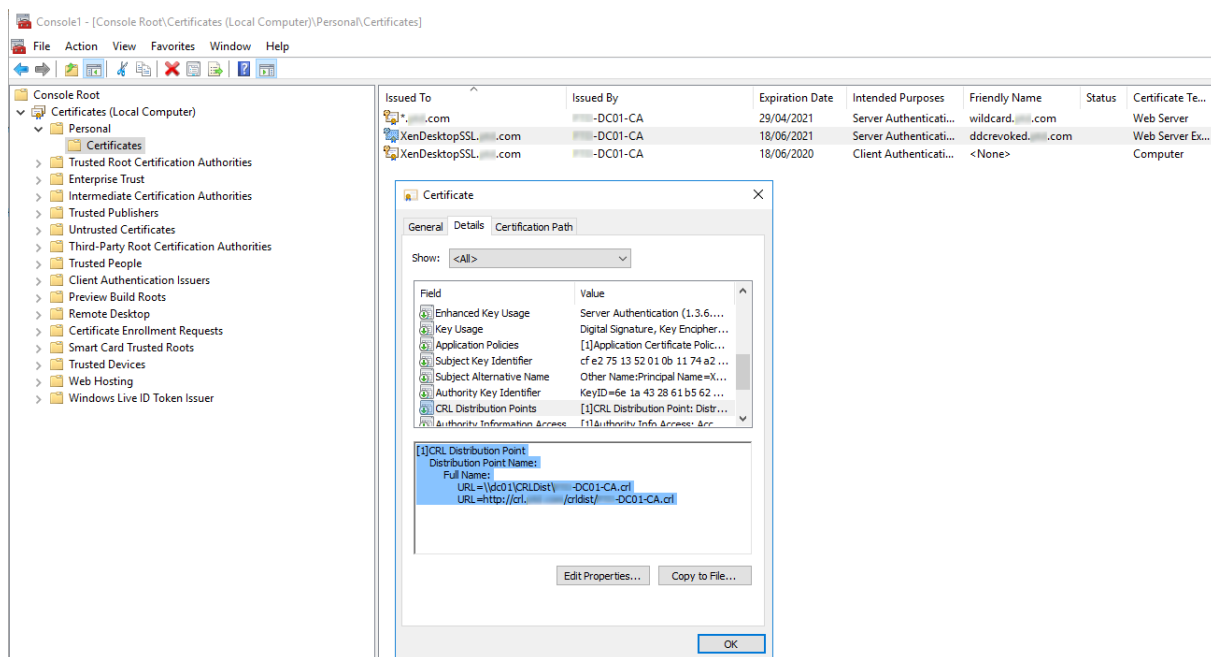 Console1 - [Console Root\Certificates (Local Computer)\Personal\Certificates]
File Action View Favorites Window Help
Console Root
Certificates (Local Computer)
Personal
Certificates
Trusted Root Certification Authorities
Enterprise Trust
Intermediate Certification Authorities
Trusted Publishers
Untrusted Certificates
Third-Party Root Certification Authorities
Trusted People
Client Authentication Issuers
Preview Build Roots
Remote Desktop
Certificate Enrollment Requests
Smart Card Trusted Roots
Trusted Devices
Web Hosting
Windows Live ID Token Issuer
Issued To Issued By Expiration Date Intended Purposes Friendly Name Status Certificate Te...
*. .com -DC01-CA 29/04/2021 Server Authenticati... wildcard. .com Web Server
XenDesktopSSL. .com -DC01-CA 18/06/2021 Server Authenticati... ddcrevoked. .com Web Server Ex...
XenDesktopSSL. .com -DC01-CA 18/06/2020 Client Authenticati... <None> Computer
Certificate
General Details Certification Path
Show: <All>
Field Value
Enhanced Key Usage Server Authentication (1.3.6....
Key Usage Digital Signature, Key Encipher...
Application Policies [1]Application Certificate Polic...
Subject Key Identifier cf e2 75 13 52 01 0b 11 74 a2 ...
Subject Alternative Name Other Name:Principal Name=X...
Authority Key Identifier KeyID=6e 1a 43 28 61 b5 62 ...
CRL Distribution Points [1]CRL Distribution Point: Distr...
Authority Information Access [1]Authority Info Access: Acc...
[1]CRL Distribution Point
Distribution Point Name:
Full Name:
URL=\\dc01\CRLDist\ -DC01-CA.crl
URL=http://crl. /crldist/ -DC01-CA.crl
Edit Properties... Copy to File...
OK